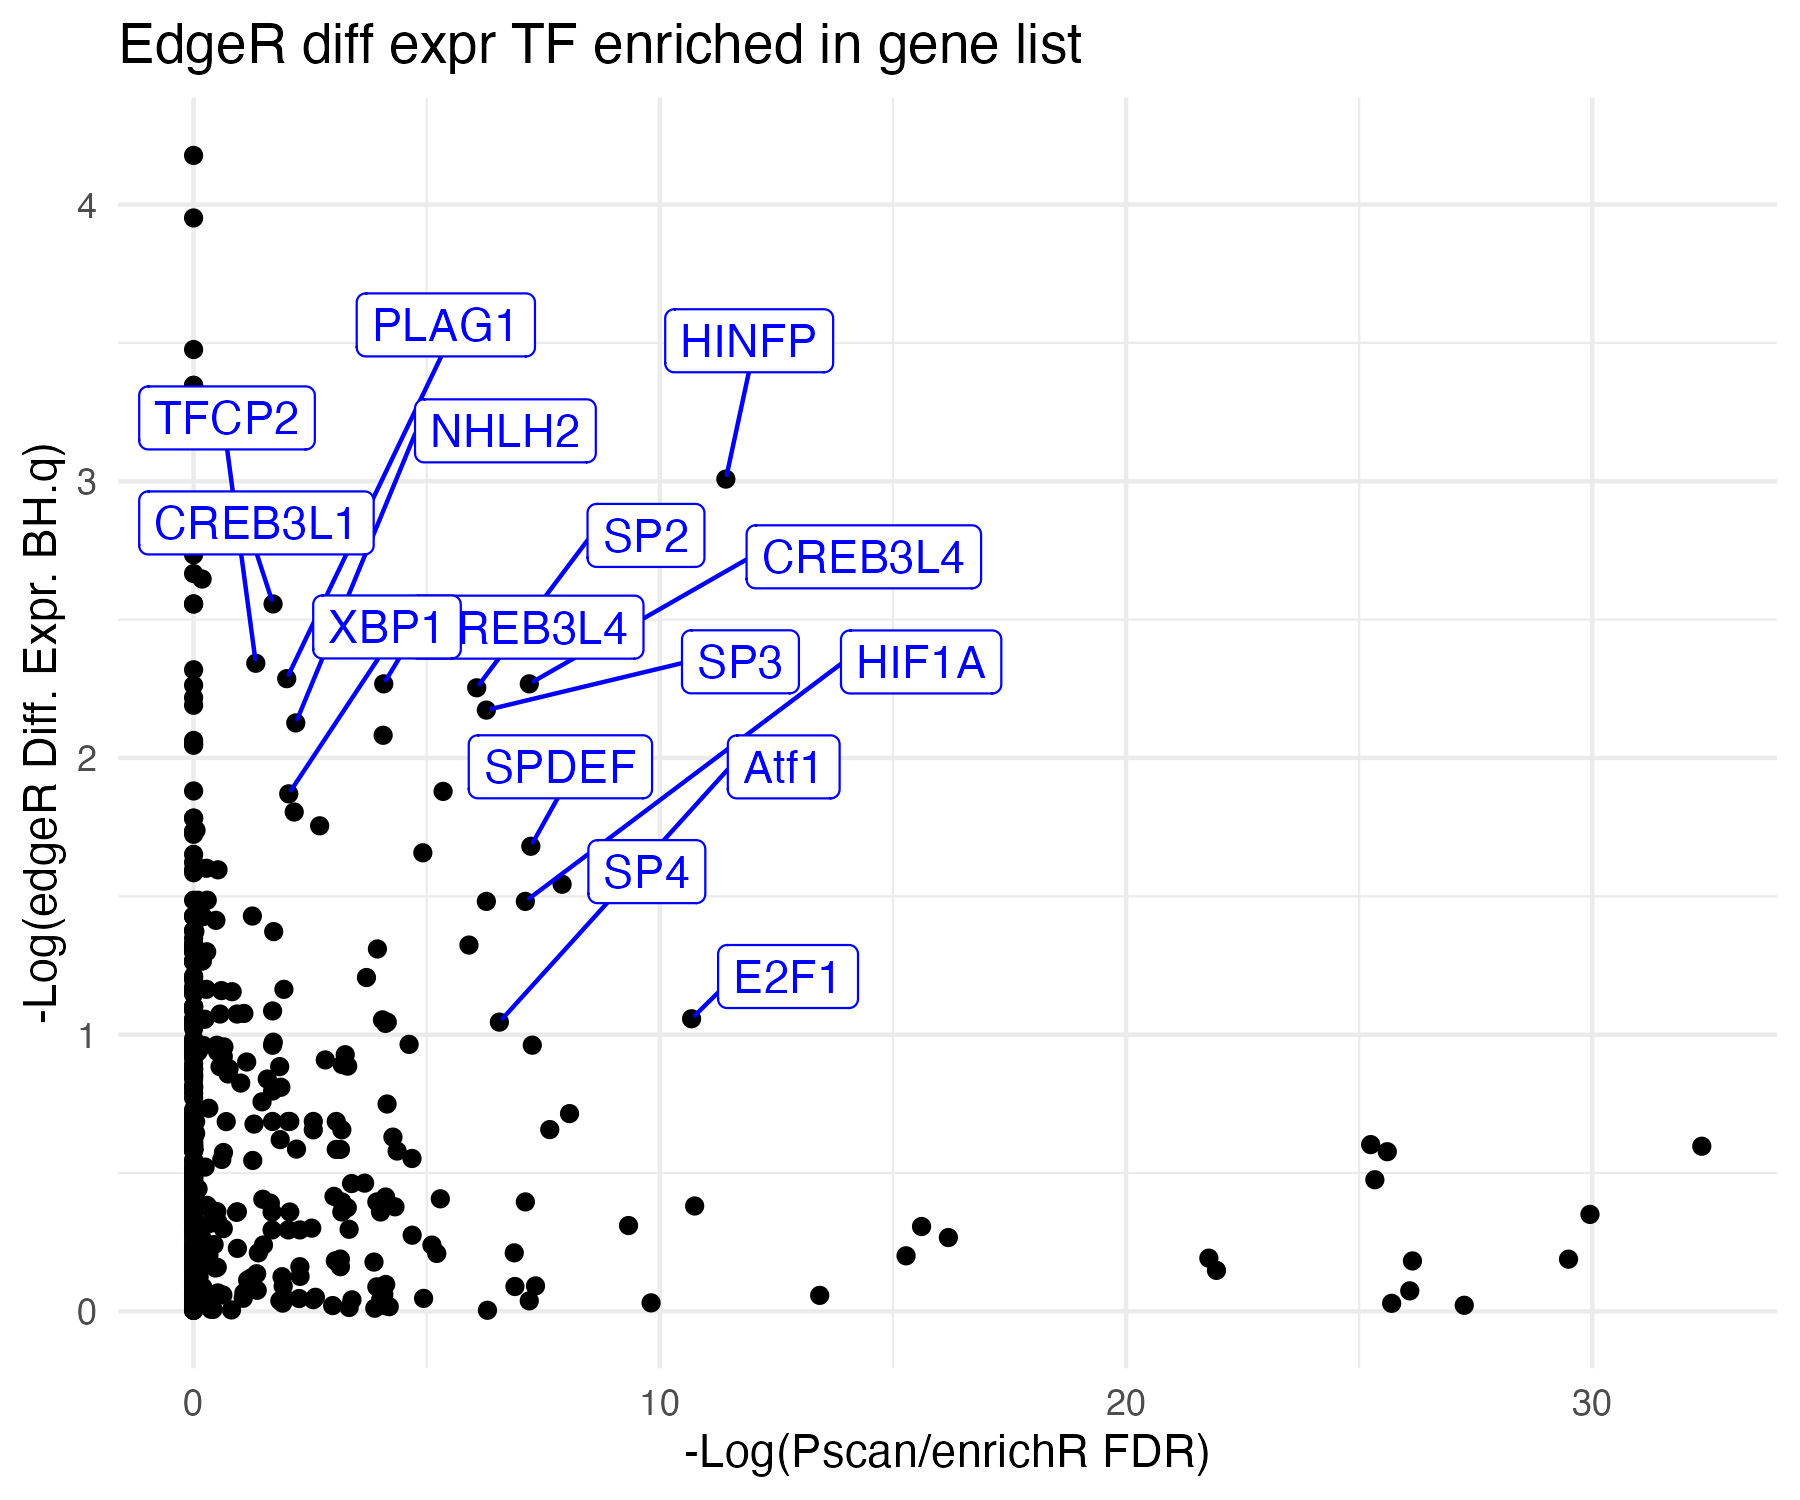 EdgeR diff expr TF enriched in gene list
-Log(edgeR Diff. Expr. BH.q)
4
3
2
1
0
PLAG1
HINFP
TFCP2
NHLH2
CREB3L1
SP2
CREB3L4
XBP1
REB3L4
SP3
HIF1A
SPDEF
Atf1
SP4
E2F1
0
10
20
30
-Log(Pscan/enrichR FDR)